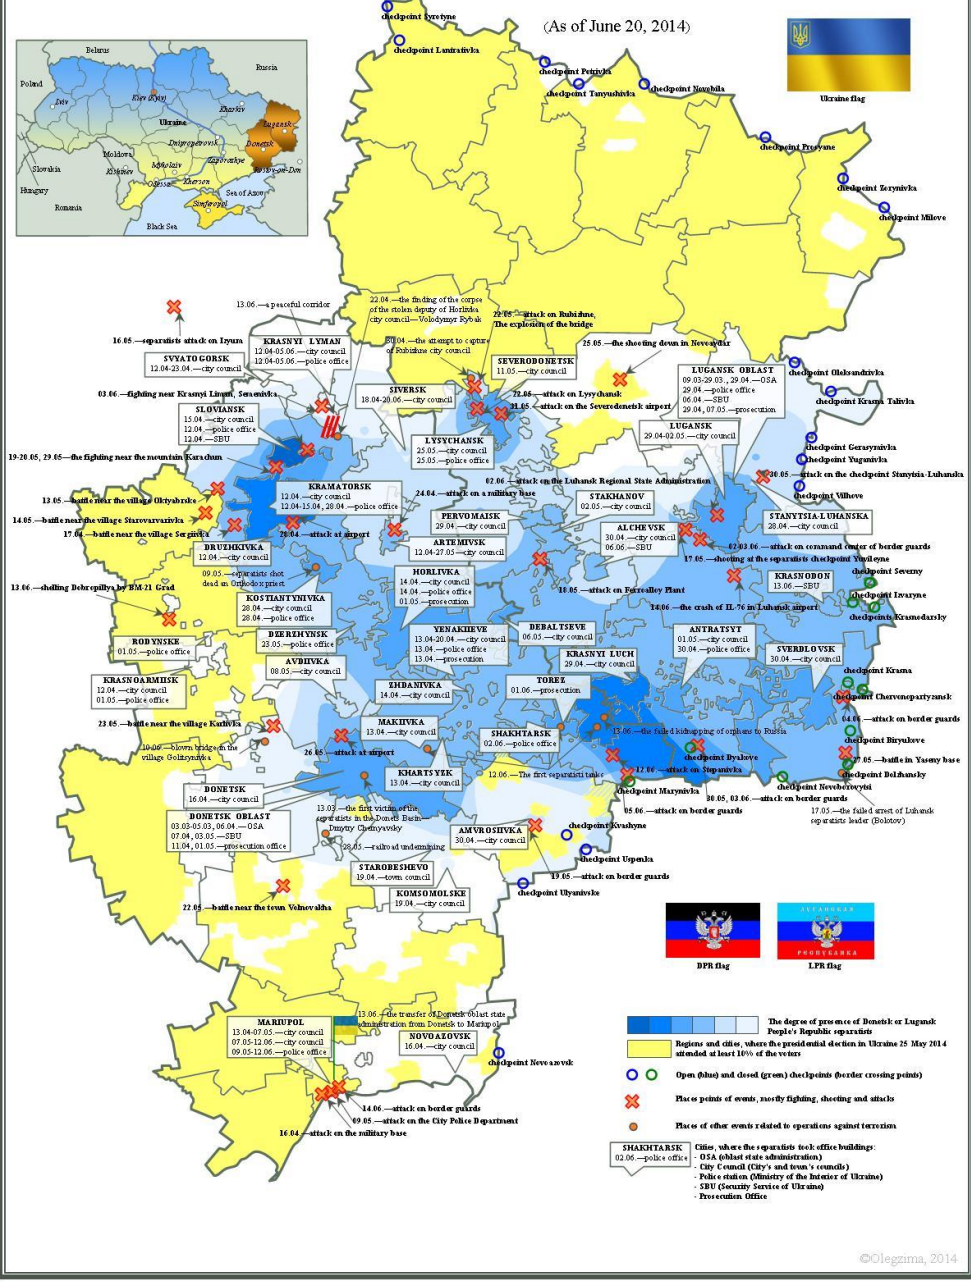 (As of June 20, 2014)
checkpoint Syrotyne
checkpoint Lantrativka
checkpoint Petrivka
checkpoint Tanyushivka
checkpoint Novobila
checkpoint Prosyane
checkpoint Zorynivka
checkpoint Milove
Ukraine flag
Belarus
Poland
Russia
Lviv
Kiev (Kyiv)
Kharkiv
Ukraine
Lugansk
Dnipropetrovsk
Donetsk
Slovakia
Moldova
Kishinev
Mykolaiv
Zaporozhye
Rostov-on-Don
Hungary
Odessa
Kherson
Sea of Azov
Romania
Simferopol
Black Sea
13.06.—a peaceful corridor
22.04.—the finding of the corpse
of the stolen deputy of Horlivka
city council—Volodymyr Rybak
22.05.—attack on Rubizhne,
The explosion of the bridge
16.05.—separatists attack on Izyum
KRASNYI LYMAN
12.04-05.06.—city council
12.04-05.06.—police office
30.04.—the attempt to capture
of Rubizhne city council
25.05.—the shooting down in Novoaydar
SVYATOGORSK
12.04-23.04.—city council
SEVERODONETSK
11.05.—city council
LUGANSK OBLAST
09.03-29.03., 29.04.—OSA
29.04.—police office
06.04.—SBU
29.04, 07.05.—prosecution
checkpoint Oleksandrivka
03.06.—fighting near Krasnyi Liman, Semenivka
SIVERSK
18.04-20.06.—city council
22.05.—attack on Lysychansk
31.05.—attack on the Severodonetsk airport
checkpoint Krasna Talivka
SLOVIANSK
15.04.—city council
12.04.—police office
12.04.—SBU
LUGANSK
29.04-02.05.—city council
LYSYCHANSK
25.05.—city council
25.05.—police office
checkpoint Gerasymivka
checkpoint Yuganivka
19-20.05, 29.05—the fighting near the mountain Karachun
02.06.—attack on the Luhansk Regional State Administration
30.05.—attack on the checkpoint Stanytsia-Luhanska
KRAMATORSK
12.04.—city council
12.04-15.04, 28.04.—police office
24.04.—attack on a military base
STAKHANOV
02.05.—city council
checkpoint Vilhove
13.05.—battle near the village Oktyabrske
PERVOMAISK
29.04.—city council
STANYTSIA-LUHANSKA
28.04.—city council
14.05.—battle near the village Starovarvarivka
17.04.—battle near the village Sergiivka
20.04.—attack at airport
ALCHEVSK
30.04.—city council
06.06.—SBU
ARTEMIVSK
12.04-27.05.—city council
02-03.06.—attack on command center of border guards
DRUZHKIVKA
12.04.—city council
17.05.—shooting at the separatists checkpoint Yuvileyne
09.05.—separatists shot
dead an Orthodox priest
HORLIVKA
14.04.—city council
14.04.—police office
01.05.—prosecution
18.05.—attack on Ferroalloy Plant
KRASNODON
13.06.—SBU
checkpoint Severny
13.06.—shelling Dobropillya by BM-21 Grad
checkpoint Izvaryne
KOSTIANTYNIVKA
28.04.—city council
28.04.—police office
14.06.—the crash of IL-76 in Luhansk airport
checkpoints Krasnodarsky
DZERZHYNSK
23.05.—police office
YENAKIIEVE
13.04-20.04.—city council
13.04.—police office
13.04.—prosecution
DEBALTSEVE
06.05.—city council
ANTRATSYT
01.05.—city council
30.04.—police office
RODYNSKE
01.05.—police office
AVDIIVKA
08.05.—city council
KRASNYI LUCH
29.04.—city council
SVERDLOVSK
30.04.—city council
checkpoint Krasna
KRASNOARMIISK
12.04.—city council
01.05.—police office
ZHDANIVKA
14.04.—city council
TOREZ
01.06.—prosecution
checkpoint Chervonopartyzansk
23.05.—battle near the village Karlivka
MAKIIVKA
13.04.—city council
SHAKHTARSK
02.06.—police office
13.06.—the failed kidnapping of orphans to Russia
04.06.—attack on border guards
checkpoint Biryukove
10.06.—blown bridge in the
village Golitsynivka
26.05.—attack at airport
checkpoint Dyakove
27.05.—battle in Yaseny base
KHARTSYZK
13.04.—city council
12.06.—The first separatist tanks
12.06.—attack on Stepanivka
checkpoint Dolzhansky
DONETSK
16.04.—city council
checkpoint Marynivka
checkpoint Novoborovytsi
DONETSK OBLAST
03.03-05.03, 06.04.—OSA
07.04, 03.05.—SBU
11.04, 01.05.—prosecution office
13.03.—the first victim of the
separatists in the Donets Basin—
Dmytry Chernyavsky
30.05, 03.06.—attack on border guards
05.06.—attack on border guards
17.05.—the failed arrest of Luhansk
separatists leader (Bolotov)
28.05.—railroad undermining
AMVROSIIVKA
30.04.—city council
checkpoint Kvashyne
checkpoint Uspenka
STAROBESHEVO
19.04.—town council
19.05.—attack on border guards
KOMSOMOLSKE
19.04.—city council
checkpoint Ulyanivske
22.05.—battle near the town Volnovakha
ЛУГАНСКАЯ
РЕСПУБЛИКА
DPR flag
LPR flag
13.06.—the transfer of Donetsk oblast state
administration from Donetsk to Mariupol
MARIUPOL
13.04-07.05.—city council
07.05-12.06.—city council
09.05-12.06.—police office
NOVOAZOVSK
16.04.—city council
checkpoint Novoazovsk
14.06.—attack on border guards
09.05.—attack on the City Police Department
16.04.—attack on the military base
The degree of presence of Donetsk or Lugansk
People's Republic separatists
Regions and cities, where the presidential election in Ukraine 25 May 2014
attended at least 10% of the voters
Open (blue) and closed (green) checkpoints (border crossing points)
Places points of events, mostly fighting, shooting and attacks
Places of other events related to operations against terrorism
SHAKHTARSK
02.06.—police office
Cities, where the separatists took office buildings:
- OSA (oblast state administration)
- City Council (City's and town's councils)
- Police station (Ministry of the Interior of Ukraine)
- SBU (Security Service of Ukraine)
- Prosecution Office
©Olegzima, 2014